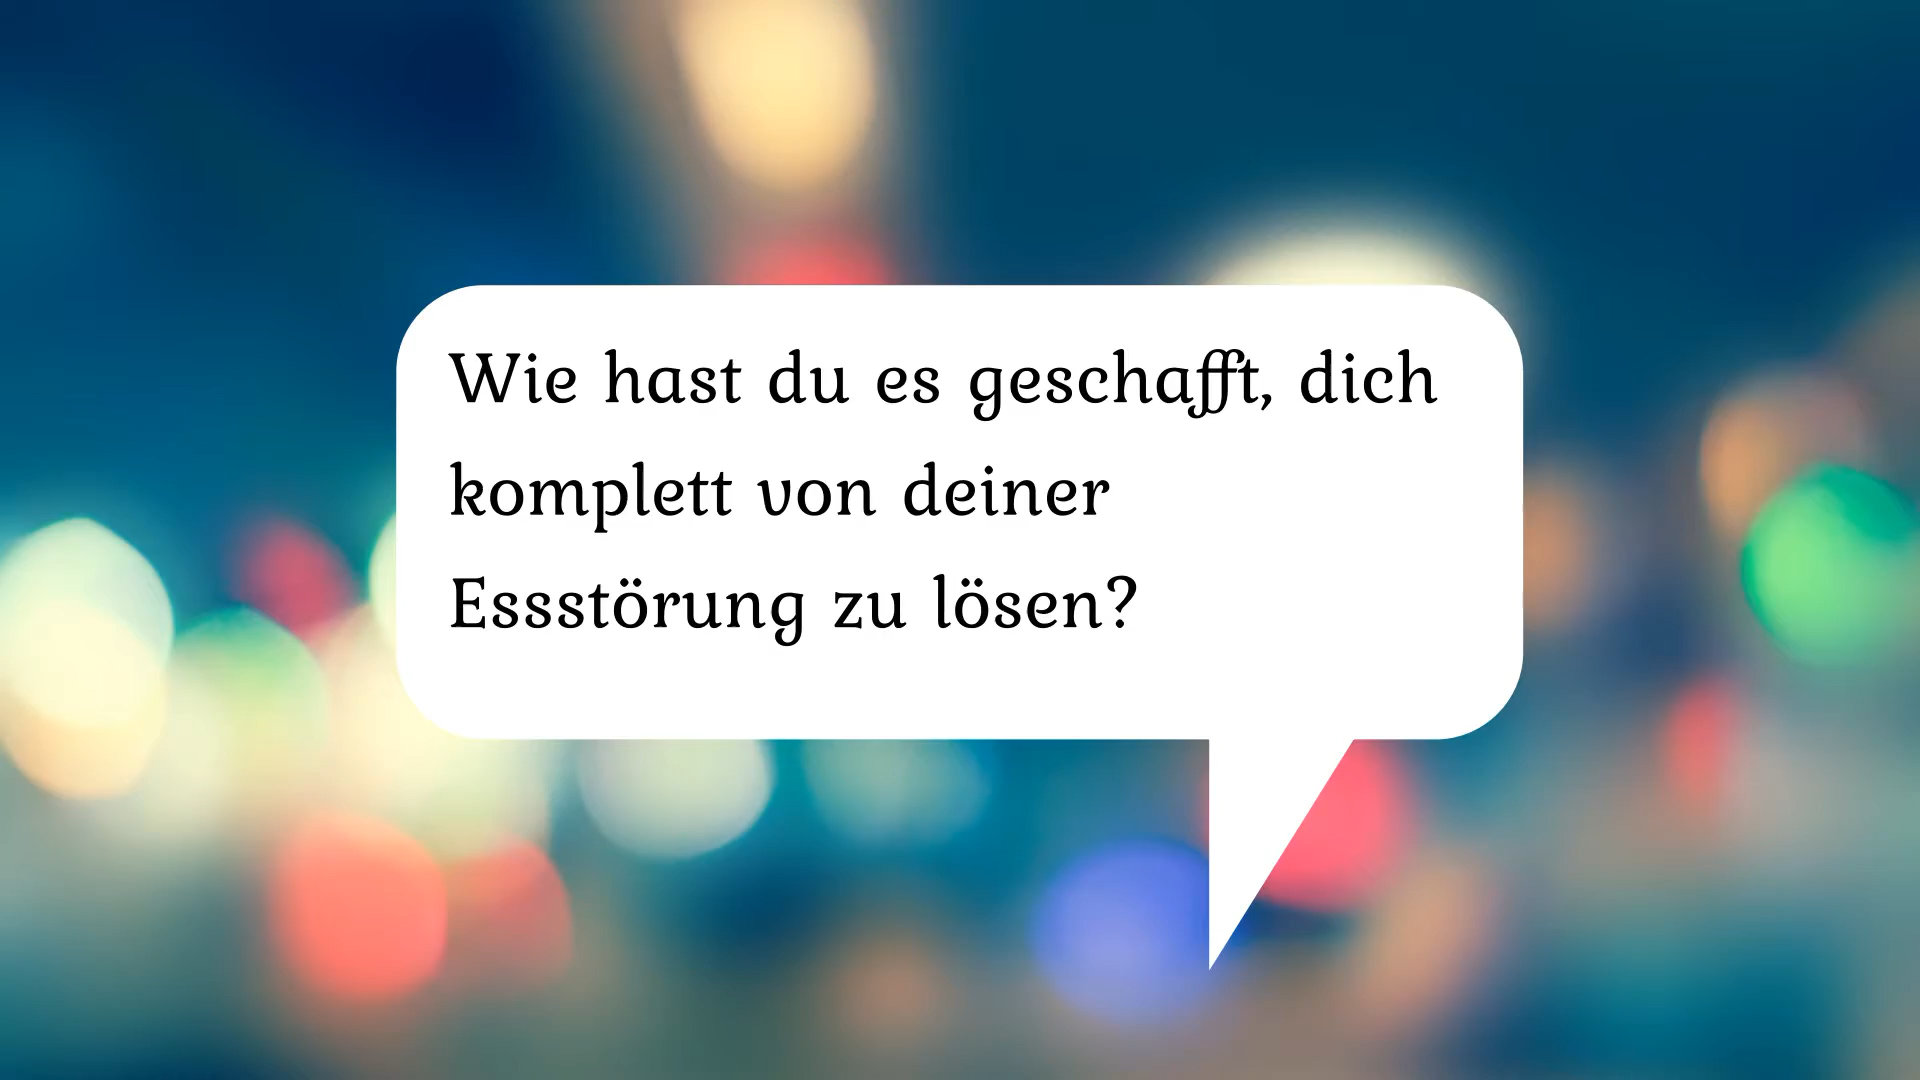 Wie hast du es geschafft, dich
komplett von deiner
Essstörung zu lösen?